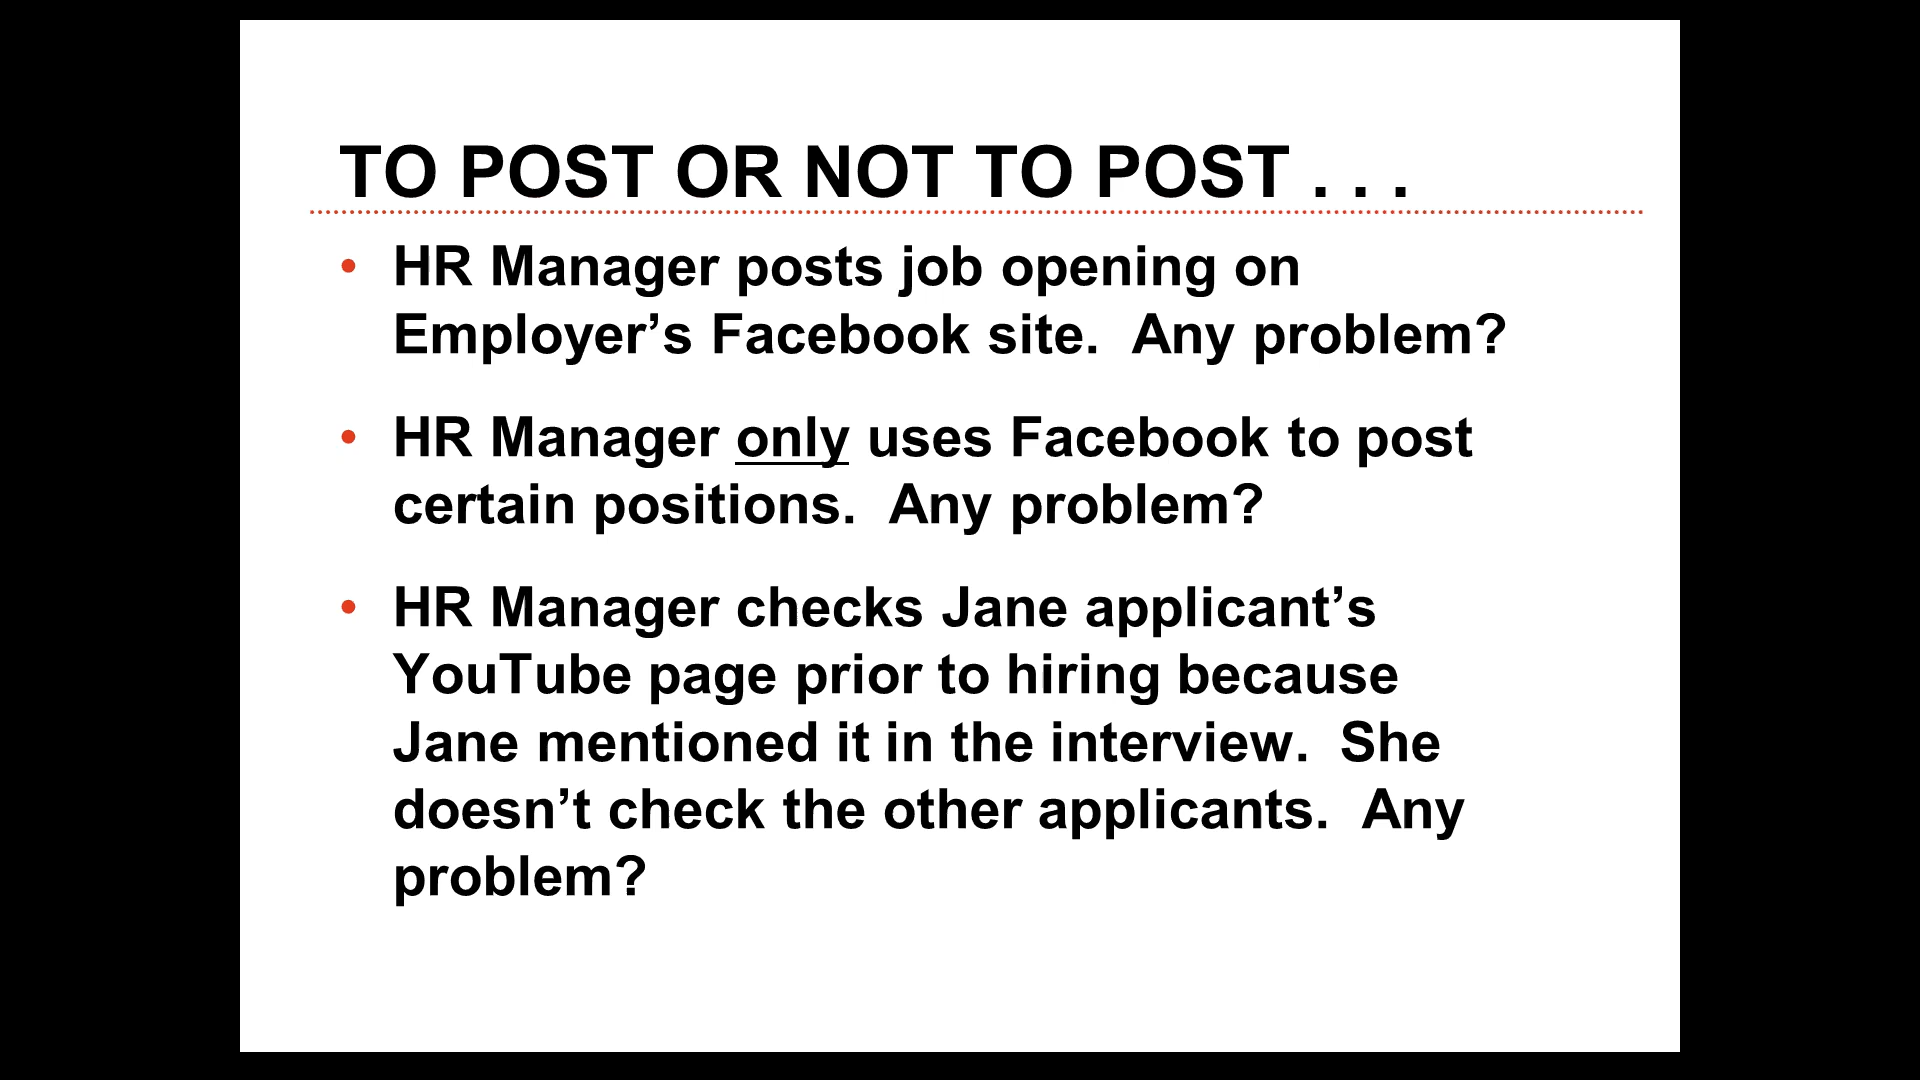 TO POST OR NOT TO POST . . .
• HR Manager posts job opening on
Employer’s Facebook site.  Any problem?
• HR Manager only uses Facebook to post
certain positions.  Any problem?
• HR Manager checks Jane applicant’s
YouTube page prior to hiring because
Jane mentioned it in the interview.  She
doesn’t check the other applicants.  Any
problem?